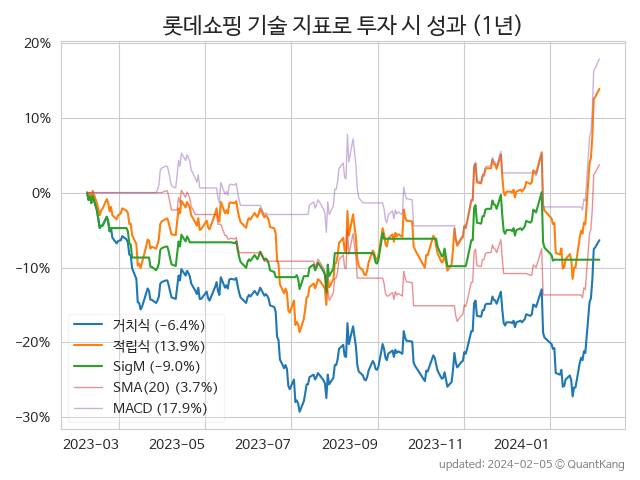 롯데쇼핑 기술 지표로 투자 시 성과 (1년)
20%
10%
0%
−10%
−20%
−30%
거치식 (−6.4%)
적립식 (13.9%)
SigM (−9.0%)
SMA(20) (3.7%)
MACD (17.9%)
2023-03 2023-05 2023-07 2023-09 2023-11 2024-01
updated: 2024-02-05 © QuantKang